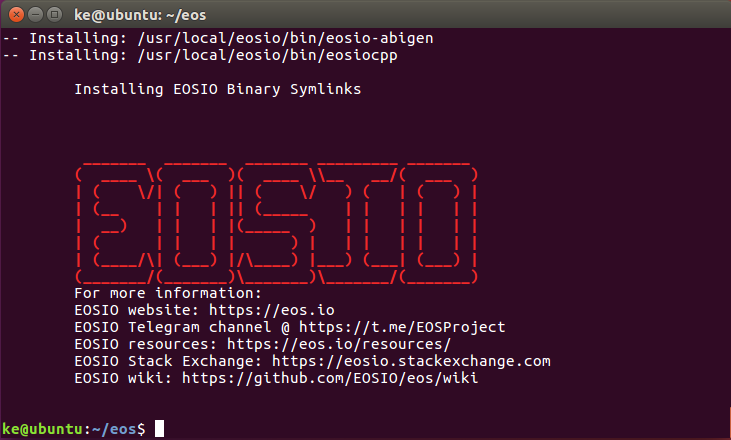 ke@ubuntu: ~/eos
-- Installing: /usr/local/eosio/bin/eosio-abigen
-- Installing: /usr/local/eosio/bin/eosiocpp
Installing EOSIO Binary Symlinks
EOSIO
For more information:
EOSIO website: https://eos.io
EOSIO Telegram channel @ https://t.me/EOSProject
EOSIO resources: https://eos.io/resources/
EOSIO Stack Exchange: https://eosio.stackexchange.com
EOSIO wiki: https://github.com/EOSIO/eos/wiki
ke@ubuntu:~/eos$